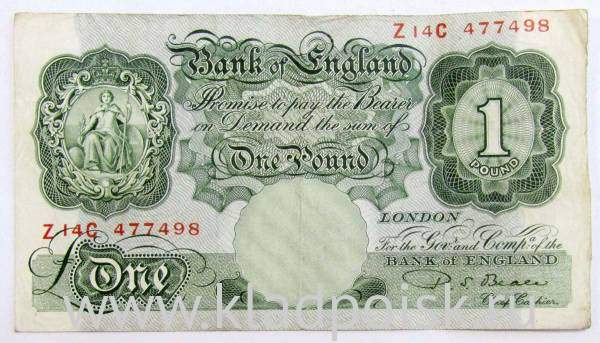 Z14C 477498
Bank of England
Promise to pay the Bearer
on Demand the sum of
One Pound
1
POUND
Z14C 477498
LONDON
For the Govr. and Compa. of the
BANK of ENGLAND
£ONE
P. S. Beale
Chief Cashier.
www.kladpoisk.ru